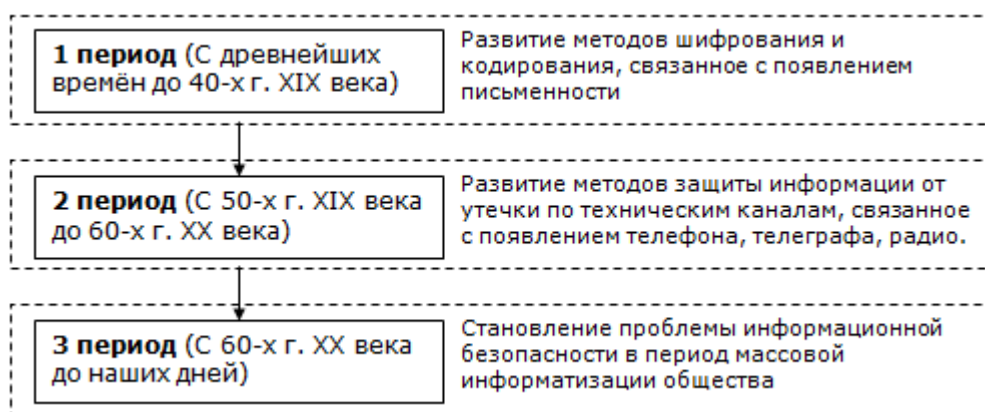 1 период (С древнейших
времён до 40-х г. XIX века)
Развитие методов шифрования и
кодирования, связанное с появлением
письменности
2 период (С 50-х г. XIX века
до 60-х г. XX века)
Развитие методов защиты информации от
утечки по техническим каналам, связанное
с появлением телефона, телеграфа, радио.
3 период (С 60-х г. XX века
до наших дней)
Становление проблемы информационной
безопасности в период массовой
информатизации общества